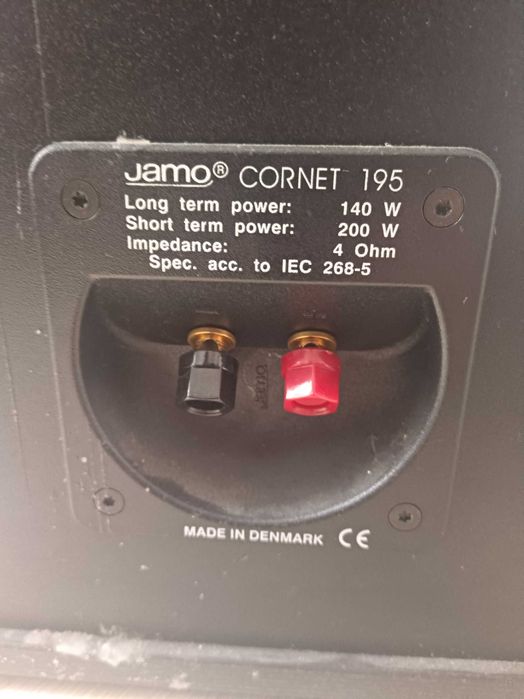 Jamo® CORNET 195
Long term power: 140 W
Short term power: 200 W
Impedance: 4 Ohm
Spec. acc. to IEC 268-5
- +
Jamo
MADE IN DENMARK CE